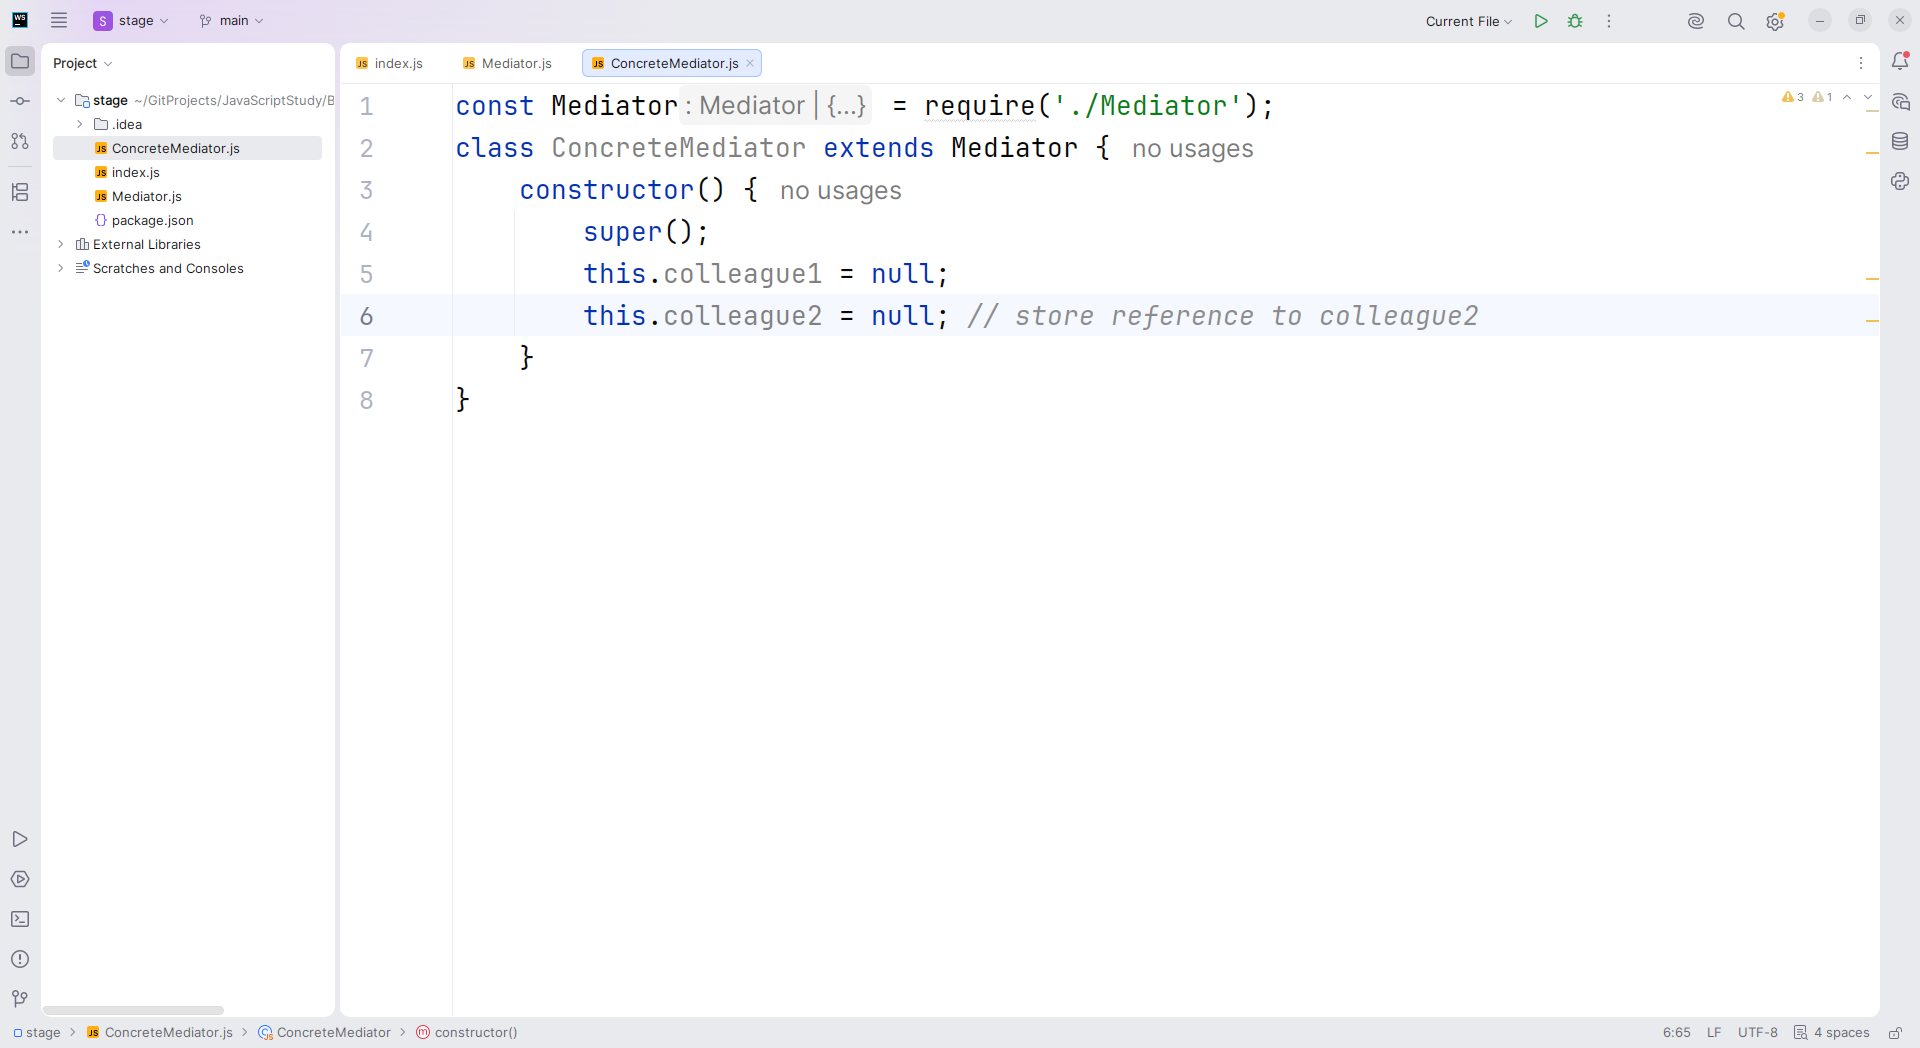 WS
S stage main Current File
Project
index.js Mediator.js ConcreteMediator.js
stage ~/GitProjects/JavaScriptStudy/B
.idea
ConcreteMediator.js
index.js
Mediator.js
package.json
External Libraries
Scratches and Consoles
3 1
1 const Mediator : Mediator | {...} = require('./Mediator');
2 class ConcreteMediator extends Mediator { no usages
3 constructor() { no usages
4 super();
5 this.colleague1 = null;
6 this.colleague2 = null; // store reference to colleague2
7 }
8 }
stage ConcreteMediator.js ConcreteMediator constructor() 6:65 LF UTF-8 4 spaces